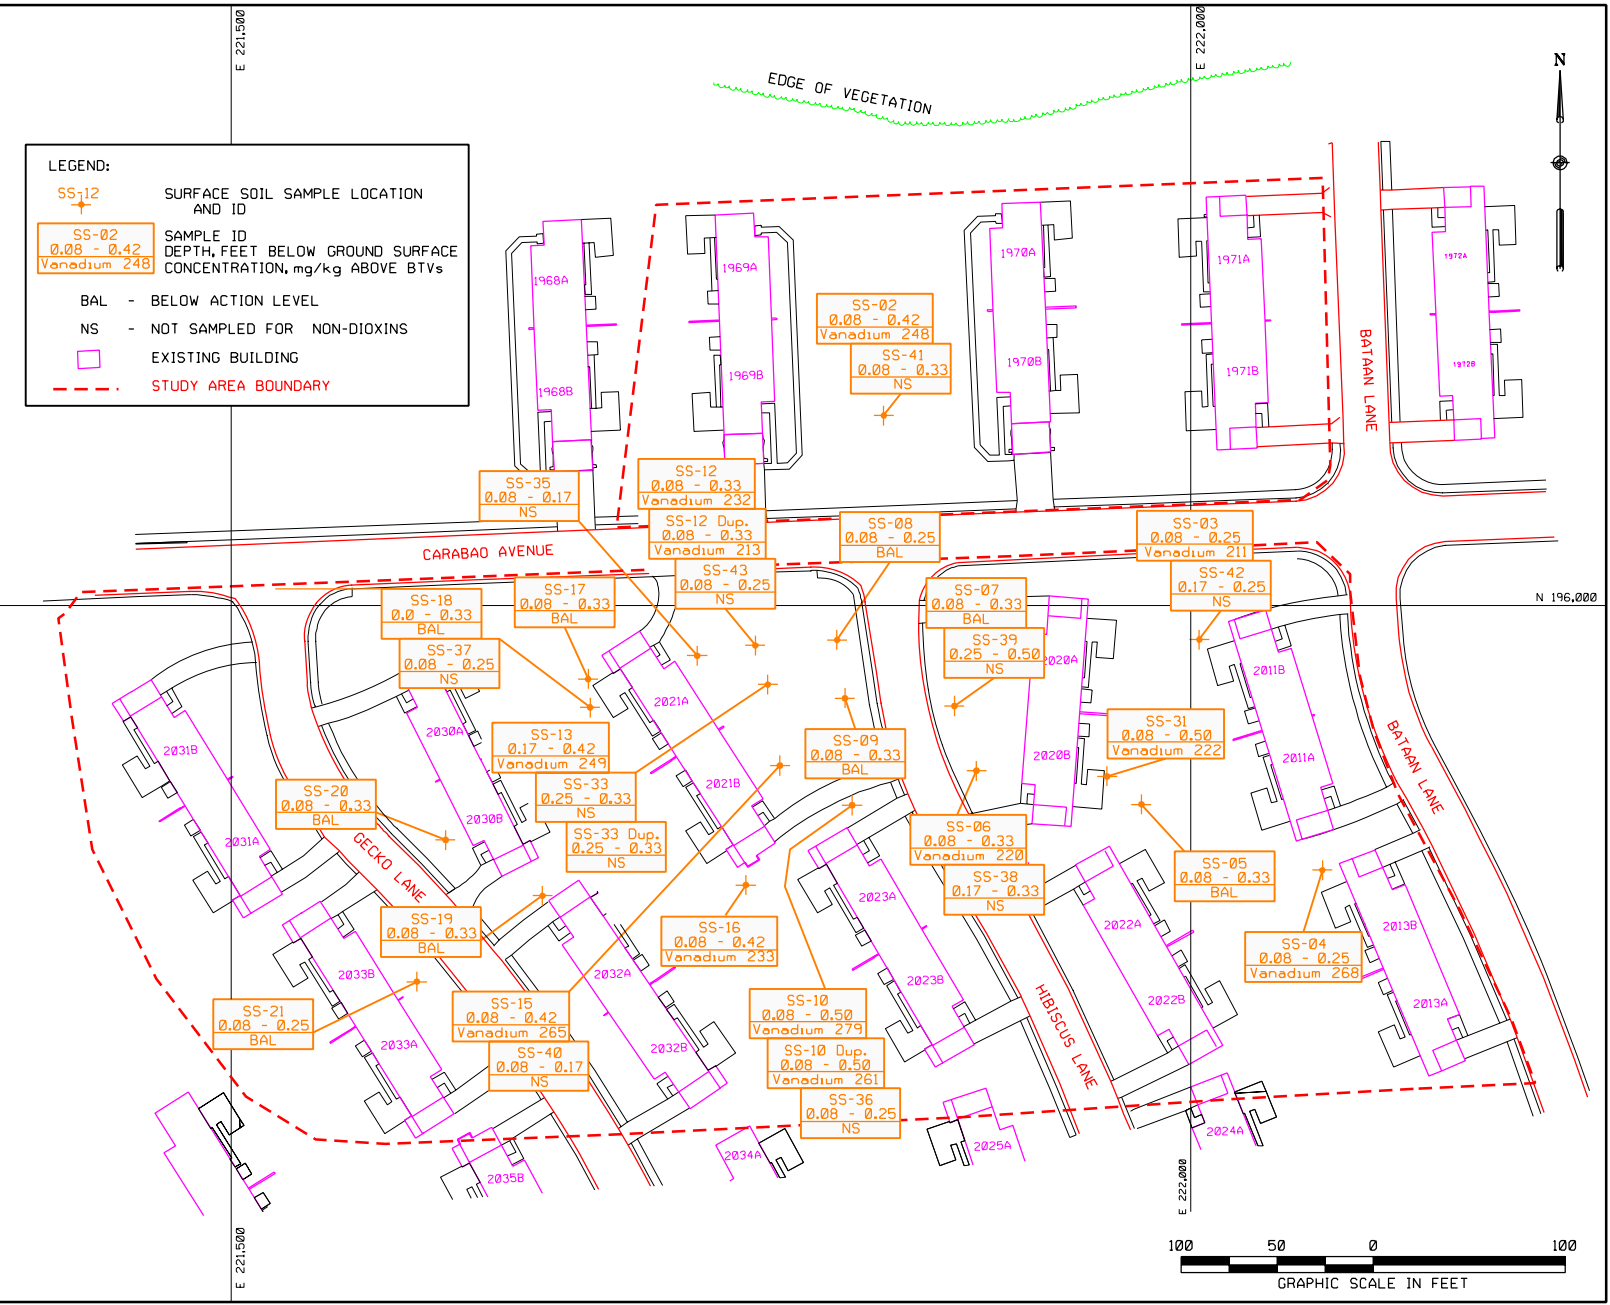 E 221,500
E 222,000
EDGE OF VEGETATION
N
LEGEND:
SS-12
SURFACE SOIL SAMPLE LOCATION
AND ID
SS-02
0.08 - 0.42
Vanadium 248
SAMPLE ID
DEPTH, FEET BELOW GROUND SURFACE
CONCENTRATION, mg/kg ABOVE BTVs
BAL - BELOW ACTION LEVEL
NS - NOT SAMPLED FOR NON-DIOXINS
EXISTING BUILDING
STUDY AREA BOUNDARY
1968A
1968B
1969A
1969B
1970A
1970B
1971A
1971B
1972A
1972B
BATAAN LANE
SS-02
0.08 - 0.42
Vanadium 248
SS-41
0.08 - 0.33
NS
SS-35
0.08 - 0.17
NS
SS-12
0.08 - 0.33
Vanadium 232
SS-12 Dup.
0.08 - 0.33
Vanadium 213
SS-43
0.08 - 0.25
NS
SS-08
0.08 - 0.25
BAL
SS-03
0.08 - 0.25
Vanadium 211
SS-42
0.17 - 0.25
NS
CARABAO AVENUE
N 196,000
SS-18
0.0 - 0.33
BAL
SS-37
0.08 - 0.25
NS
SS-17
0.08 - 0.33
BAL
SS-07
0.08 - 0.33
BAL
SS-39
0.25 - 0.50
NS
2020A
2020B
2011B
2011A
2021A
2021B
2030A
2030B
2031B
2031A
SS-13
0.17 - 0.42
Vanadium 249
SS-33
0.25 - 0.33
NS
SS-33 Dup.
0.25 - 0.33
NS
SS-09
0.08 - 0.33
BAL
SS-31
0.08 - 0.50
Vanadium 222
BATAAN LANE
SS-20
0.08 - 0.33
BAL
GECKO LANE
SS-06
0.08 - 0.33
Vanadium 220
SS-38
0.17 - 0.33
NS
SS-05
0.08 - 0.33
BAL
SS-19
0.08 - 0.33
BAL
SS-16
0.08 - 0.42
Vanadium 233
SS-04
0.08 - 0.25
Vanadium 268
2023A
2023B
2022A
2022B
2013B
2013A
2033B
2033A
2032A
2032B
SS-21
0.08 - 0.25
BAL
SS-15
0.08 - 0.42
Vanadium 265
SS-40
0.08 - 0.17
NS
SS-10
0.08 - 0.50
Vanadium 279
SS-10 Dup.
0.08 - 0.50
Vanadium 261
SS-36
0.08 - 0.25
NS
HIBISCUS LANE
2035B
2034A
2025A
2024A
E 221,500
E 222,000
100 50 0 100
GRAPHIC SCALE IN FEET